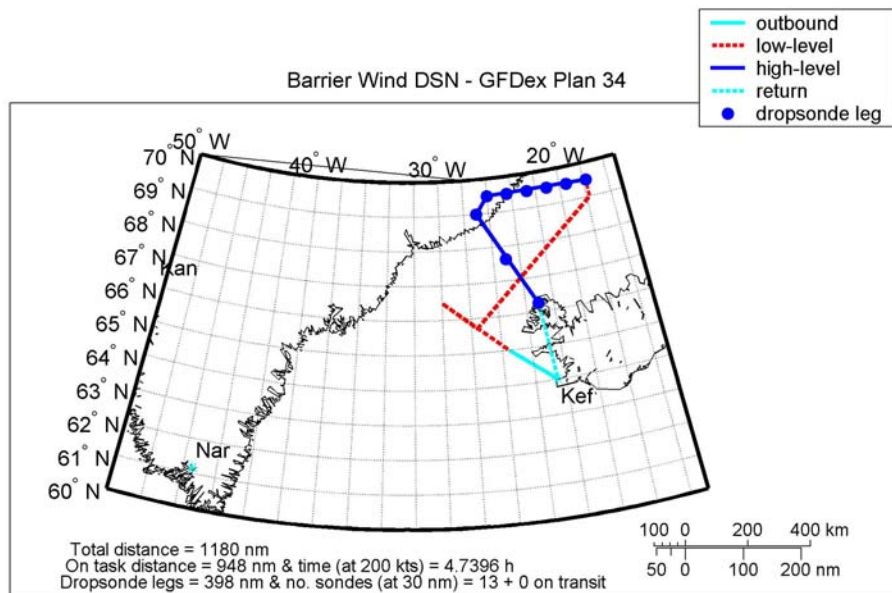 outbound
low-level
high-level
return
dropsonde leg
Barrier Wind DSN - GFDex Plan 34
50° W
40° W
30° W
20° W
70° N
69° N
68° N
67° N
66° N
65° N
64° N
63° N
62° N
61° N
60° N
Kan
Nar
Kef
100 0 200 400 km
50 0 100 200 nm
Total distance = 1180 nm
On task distance = 948 nm & time (at 200 kts) = 4.7396 h
Dropsonde legs = 398 nm & no. sondes (at 30 nm) = 13 + 0 on transit